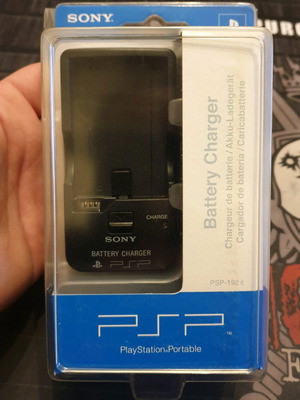 SONY
Battery Charger
Chargeur de batterie / Akku-Ladegerät
Cargador de batería / Caricabatterie
CHARGE
SONY
BATTERY CHARGER
PSP
PSP
TM
PlayStation®Portable